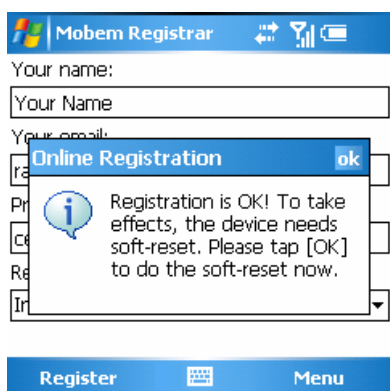 Mobem Registrar
Your name:
Your Name
Your email:
Online Registration ok
Registration is OK! To take
effects, the device needs
soft-reset. Please tap [OK]
to do the soft-reset now.
Register Menu